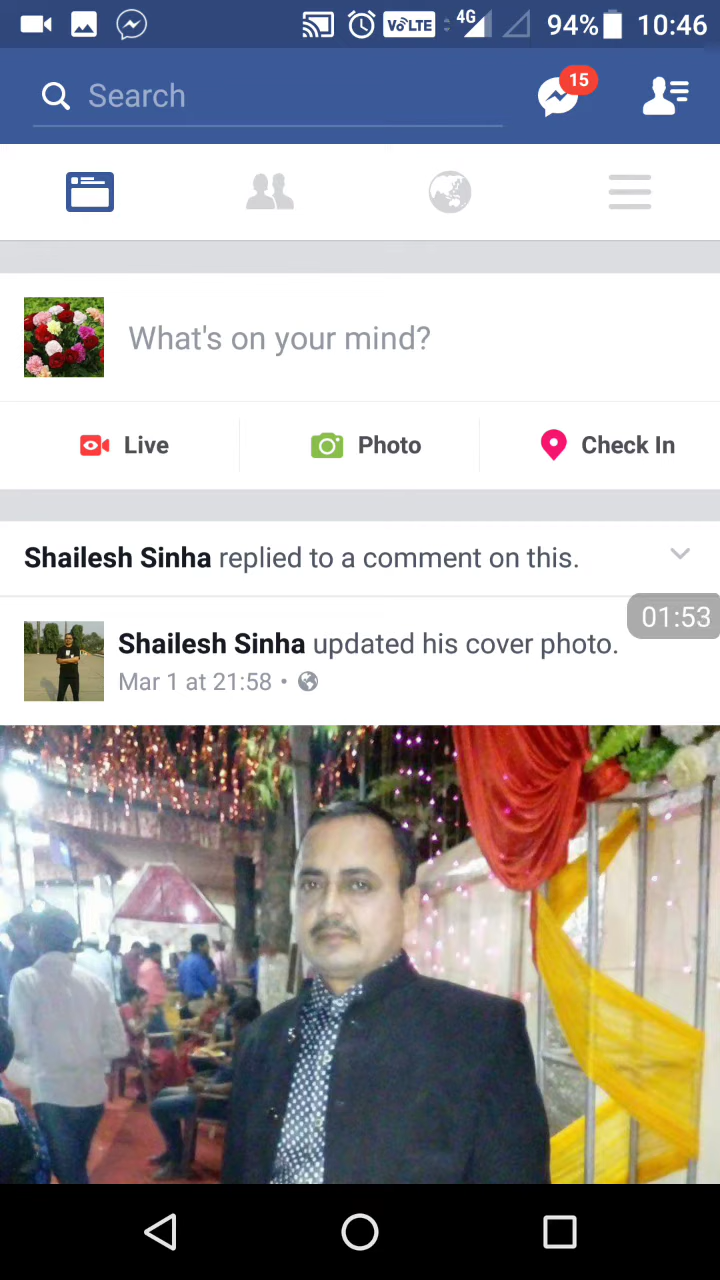 VoLTE 4G 94% 10:46
Search 15
What's on your mind?
Live Photo Check In
Shailesh Sinha replied to a comment on this.
01:53
Shailesh Sinha updated his cover photo.
Mar 1 at 21:58 •